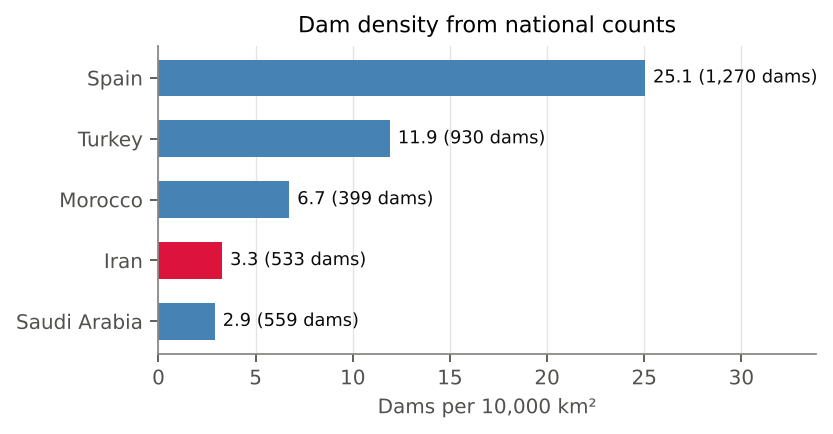 Dam density from national counts
Spain 25.1 (1,270 dams)
Turkey 11.9 (930 dams)
Morocco 6.7 (399 dams)
Iran 3.3 (533 dams)
Saudi Arabia 2.9 (559 dams)
0 5 10 15 20 25 30
Dams per 10,000 km²